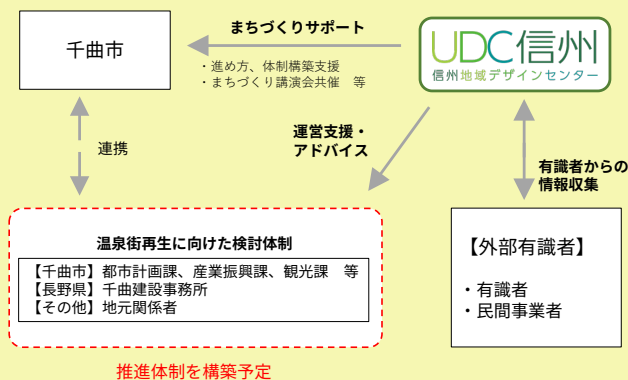 千曲市
まちづくりサポート
・進め方、体制構築支援
・まちづくり講演会共催　等
UDC信州
信州地域デザインセンター
連携
運営支援・
アドバイス
有識者からの
情報収集
温泉街再生に向けた検討体制
【千曲市】都市計画課、産業振興課、観光課　等
【長野県】千曲建設事務所
【その他】地元関係者
【外部有識者】
・有識者
・民間事業者
推進体制を構築予定